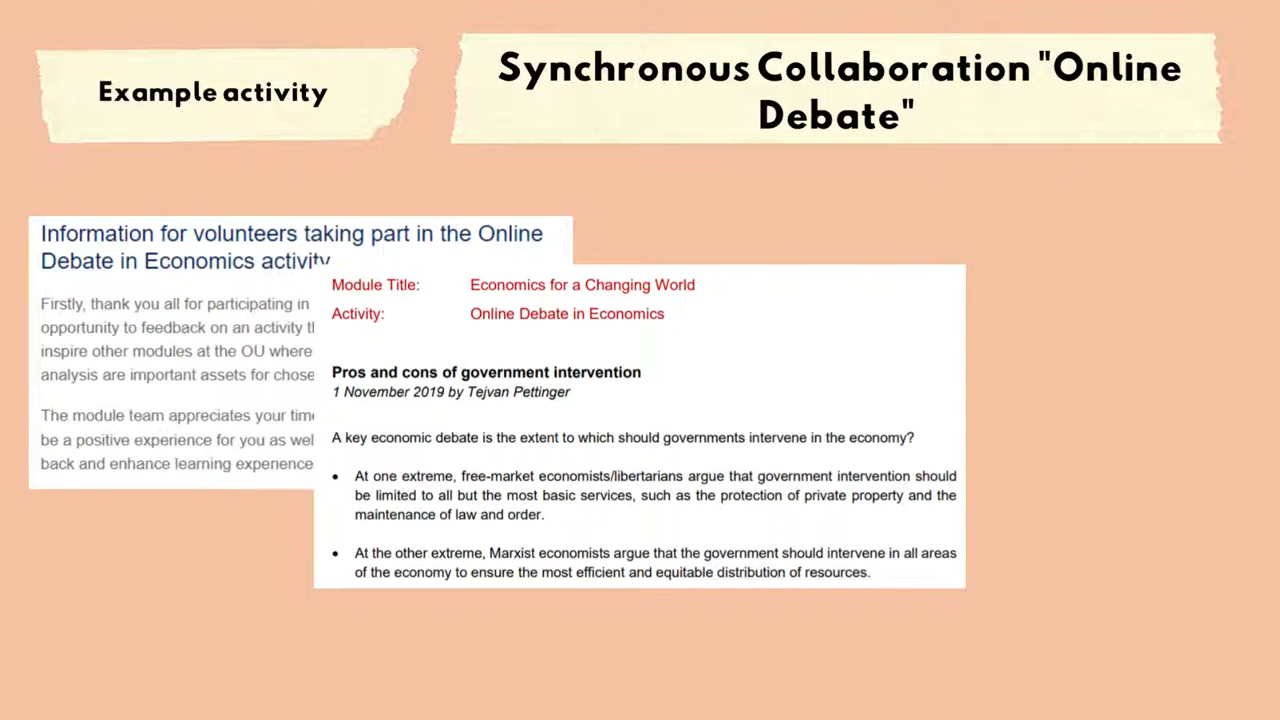 Example activity
Synchronous Collaboration "Online
Debate"
Information for volunteers taking part in the Online
Debate in Economics activity
Firstly, thank you all for participating in
opportunity to feedback on an activity
inspire other modules at the OU where
analysis are important assets for chose
The module team appreciates your time
be a positive experience for you as wel
back and enhance learning experience
Module Title: Economics for a Changing World
Activity: Online Debate in Economics
Pros and cons of government intervention
1 November 2019 by Tejvan Pettinger
A key economic debate is the extent to which should governments intervene in the economy?
• At one extreme, free-market economists/libertarians argue that government intervention should
be limited to all but the most basic services, such as the protection of private property and the
maintenance of law and order.
• At the other extreme, Marxist economists argue that the government should intervene in all areas
of the economy to ensure the most efficient and equitable distribution of resources.